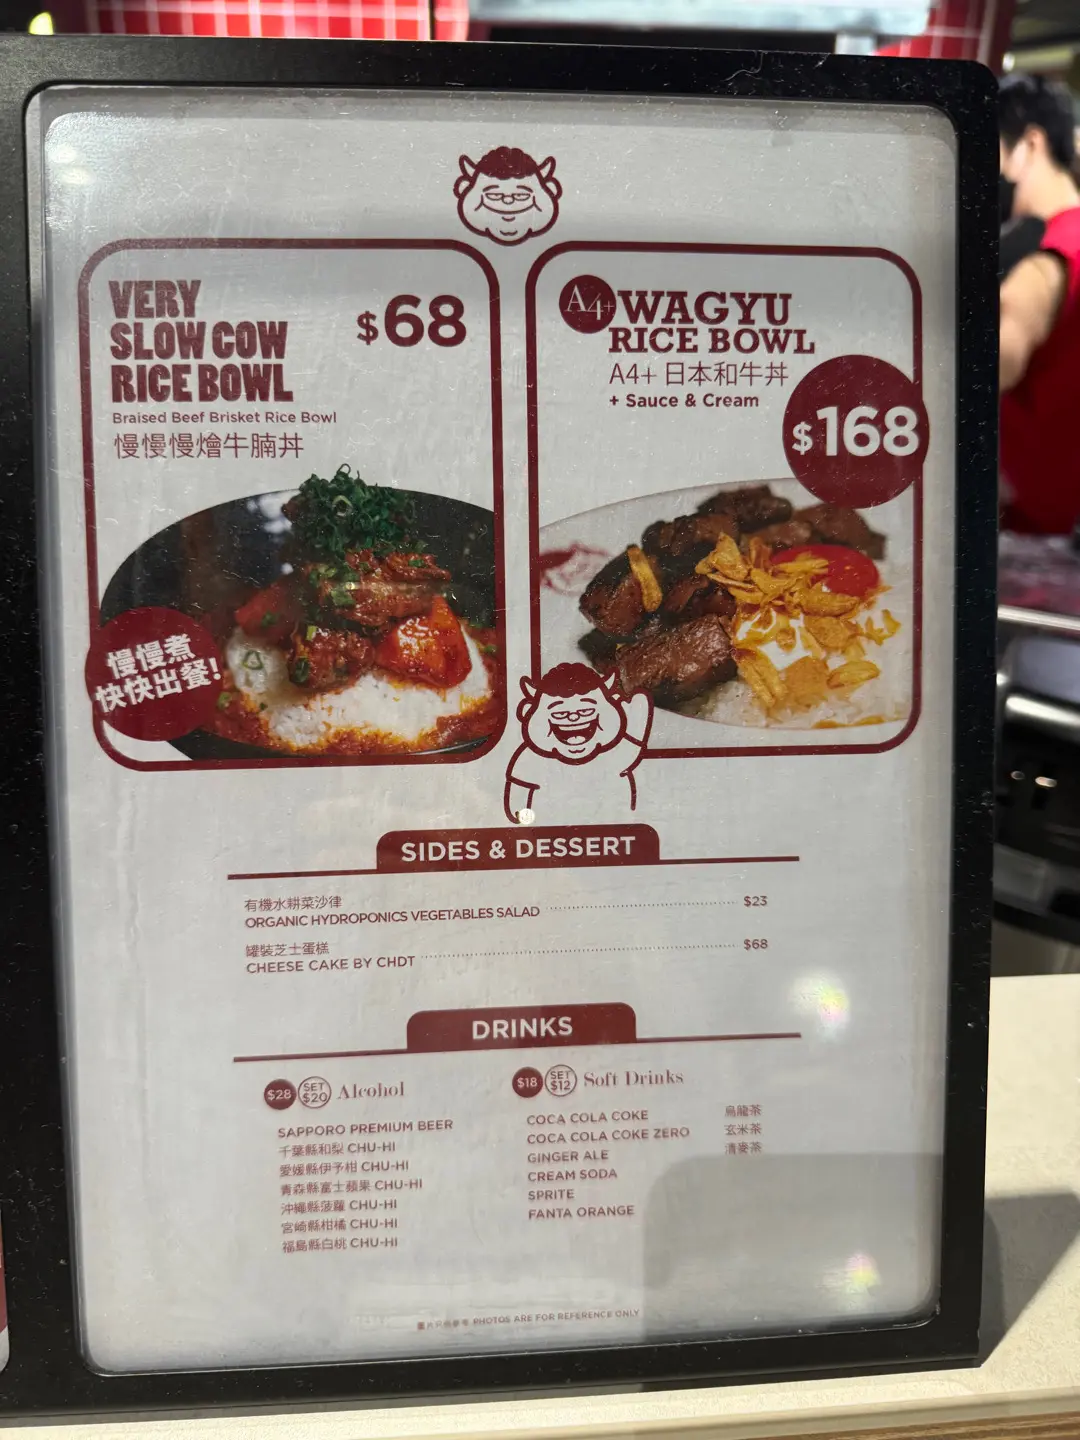 VERY
SLOW COW
RICE BOWL
$68
Braised Beef Brisket Rice Bowl
慢慢慢燴牛腩丼
慢慢煮
快快出餐!
A4+ WAGYU
RICE BOWL
A4+ 日本和牛丼
+ Sauce & Cream
$168
SIDES & DESSERT
有機水耕菜沙律
ORGANIC HYDROPONICS VEGETABLES SALAD $23
罐裝芝士蛋糕
CHEESE CAKE BY CHDT $68
DRINKS
$28 SET $20 Alcohol
SAPPORO PREMIUM BEER
千葉縣和梨 CHU-HI
愛媛縣伊予柑 CHU-HI
青森縣富士蘋果 CHU-HI
沖繩縣菠蘿 CHU-HI
宮崎縣柑橘 CHU-HI
福島縣白桃 CHU-HI
$18 SET $12 Soft Drinks
COCA COLA COKE
COCA COLA COKE ZERO
GINGER ALE
CREAM SODA
SPRITE
FANTA ORANGE
烏龍茶
玄米茶
清麥茶
圖片只供參考 PHOTOS ARE FOR REFERENCE ONLY